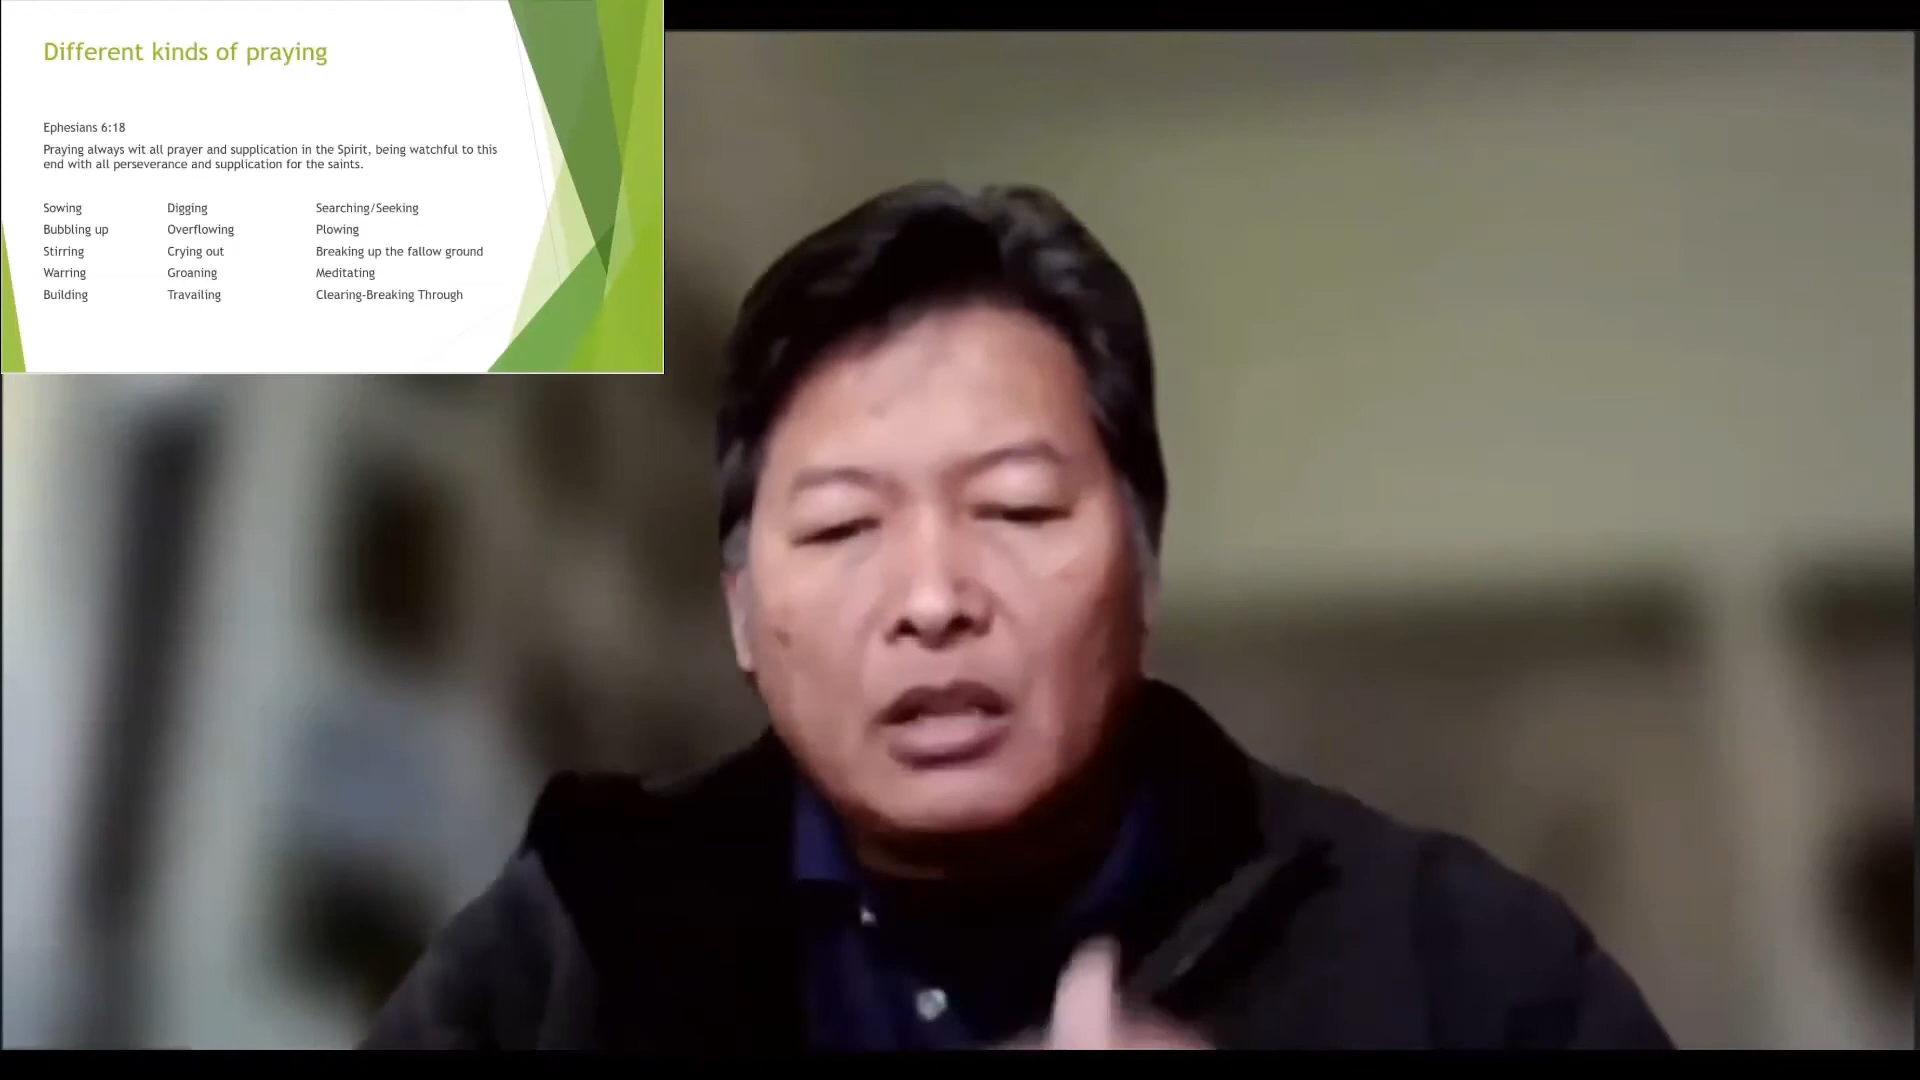 Different kinds of praying
Ephesians 6:18
Praying always wit all prayer and supplication in the Spirit, being watchful to this
end with all perseverance and supplication for the saints.
Sowing Digging Searching/Seeking
Bubbling up Overflowing Plowing
Stirring Crying out Breaking up the fallow ground
Warring Groaning Meditating
Building Travailing Clearing-Breaking Through